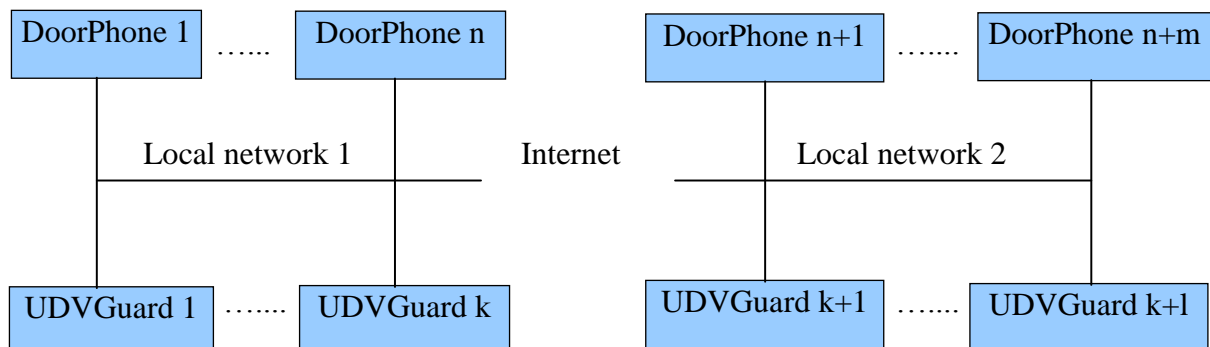 DoorPhone 1 …... DoorPhone n DoorPhone n+1 ……. DoorPhone n+m
Local network 1 Internet Local network 2
UDVGuard 1 ….... UDVGuard k UDVGuard k+1 ….... UDVGuard k+l